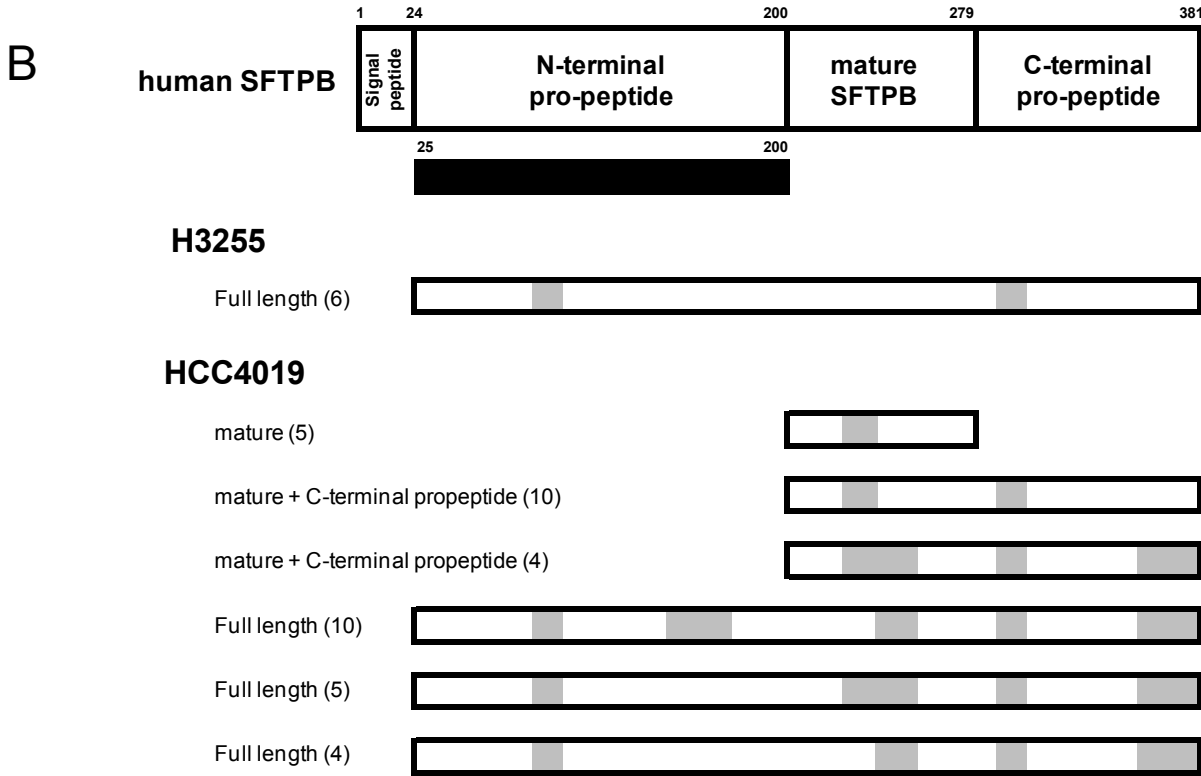 B
1 24 200 279 381
human SFTPB
Signal
peptide
N-terminal
pro-peptide
mature
SFTPB
C-terminal
pro-peptide
25 200
H3255
Full length (6)
HCC4019
mature (5)
mature + C-terminal propeptide (10)
mature + C-terminal propeptide (4)
Full length (10)
Full length (5)
Full length (4)